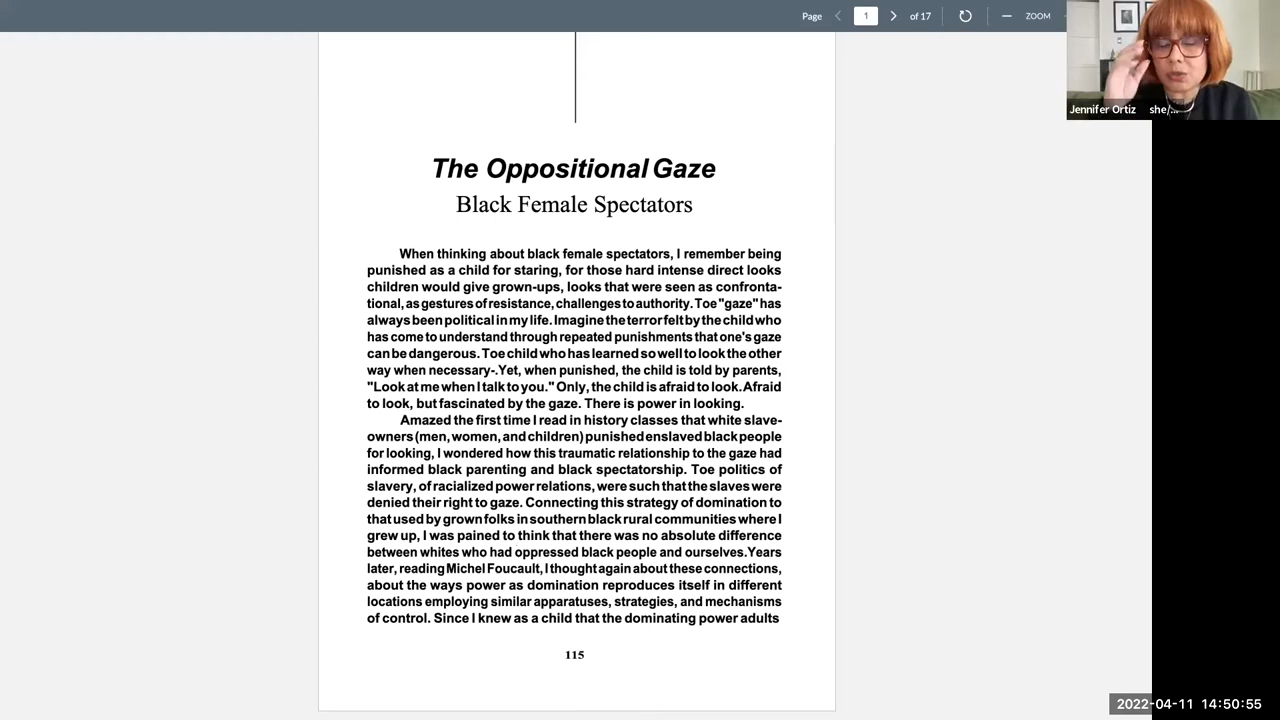 Page 1 of 17 ZOOM
Jennifer Ortiz she/...
The Oppositional Gaze
Black Female Spectators
When thinking about black female spectators, I remember being
punished as a child for staring, for those hard intense direct looks
children would give grown-ups, looks that were seen as confronta-
tional, as gestures of resistance, challenges to authority. Toe "gaze" has
always been political in my life. Imagine the terror felt by the child who
has come to understand through repeated punishments that one's gaze
can be dangerous. Toe child who has learned so well to look the other
way when necessary-.Yet, when punished, the child is told by parents,
"Look at me when I talk to you." Only, the child is afraid to look. Afraid
to look, but fascinated by the gaze. There is power in looking.
Amazed the first time I read in history classes that white slave-
owners (men, women, and children) punished enslaved black people
for looking, I wondered how this traumatic relationship to the gaze had
informed black parenting and black spectatorship. Toe politics of
slavery, of racialized power relations, were such that the slaves were
denied their right to gaze. Connecting this strategy of domination to
that used by grown folks in southern black rural communities where I
grew up, I was pained to think that there was no absolute difference
between whites who had oppressed black people and ourselves.Years
later, reading Michel Foucault, I thought again about these connections,
about the ways power as domination reproduces itself in different
locations employing similar apparatuses, strategies, and mechanisms
of control. Since I knew as a child that the dominating power adults
115
2022-04-11 14:50:55